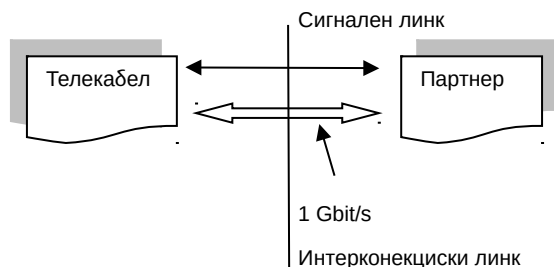 Сигнален линк
Телекабел
Партнер
1 Gbit/s
Интерконекциски линк